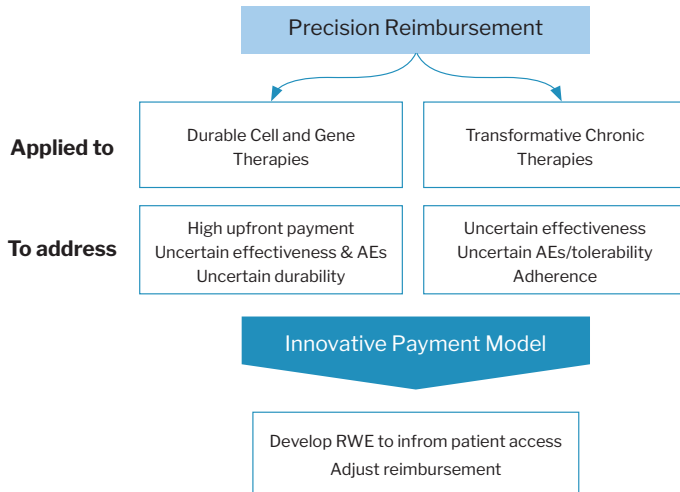 Precision Reimbursement
Applied to
Durable Cell and Gene
Therapies
Transformative Chronic
Therapies
To address
High upfront payment
Uncertain effectiveness & AEs
Uncertain durability
Uncertain effectiveness
Uncertain AEs/tolerability
Adherence
Innovative Payment Model
Develop RWE to infrom patient access
Adjust reimbursement